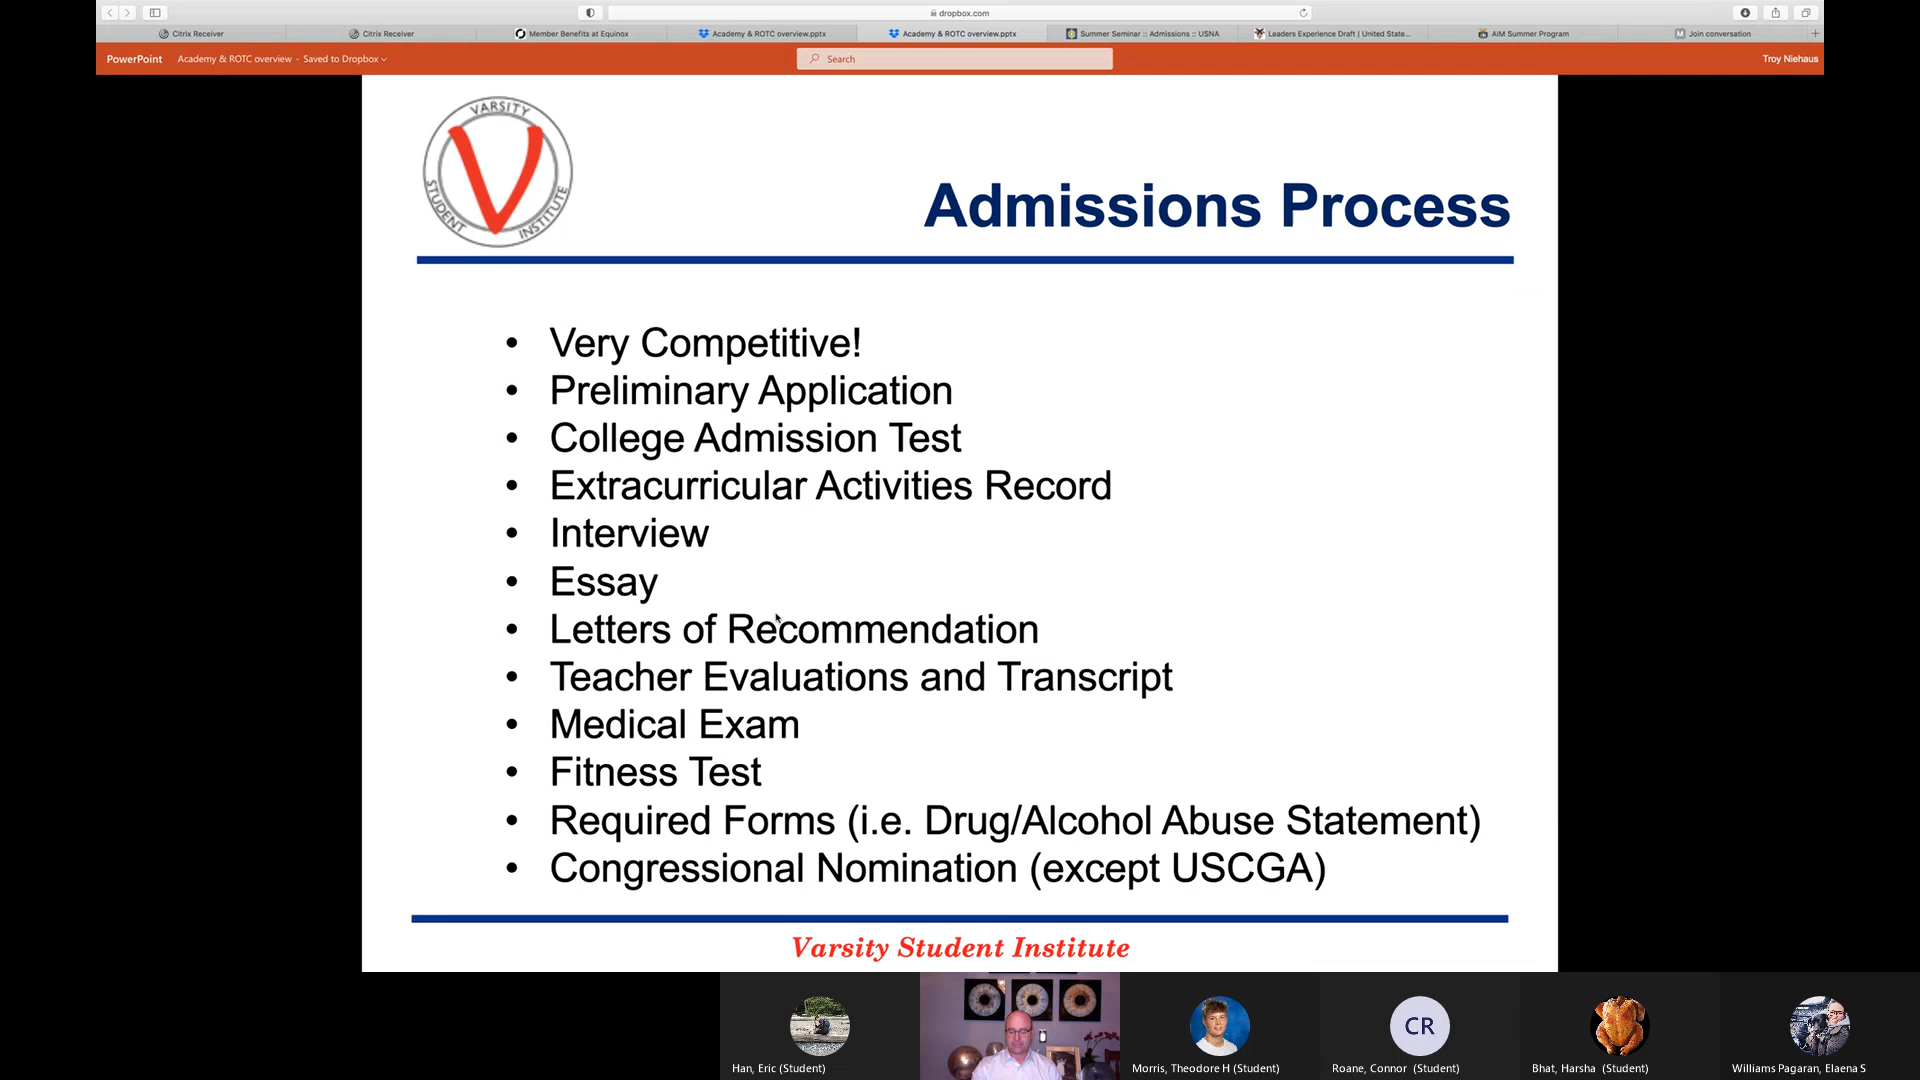 dropbox.com
Citrix Receiver
Citrix Receiver
Member Benefits at Equinox
Academy & ROTC overview.pptx
Academy & ROTC overview.pptx
Summer Seminar :: Admissions :: USNA
Leaders Experience Draft | United State...
AIM Summer Program
M Join conversation
PowerPoint Academy & ROTC overview - Saved to Dropbox
Search
Troy Niehaus
VARSITY
STUDENT INSTITUTE
V
Admissions Process
• Very Competitive!
• Preliminary Application
• College Admission Test
• Extracurricular Activities Record
• Interview
• Essay
• Letters of Recommendation
• Teacher Evaluations and Transcript
• Medical Exam
• Fitness Test
• Required Forms (i.e. Drug/Alcohol Abuse Statement)
• Congressional Nomination (except USCGA)
Varsity Student Institute
CR
Han, Eric (Student)
Morris, Theodore H (Student)
Roane, Connor (Student)
Bhat, Harsha (Student)
Williams Pagaran, Elaena S